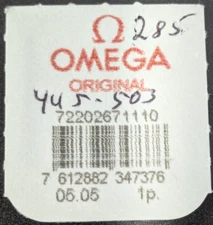 Ω 285
OMEGA
ORIGINAL
445-503
72202671110
7 612882 347376
05.05 1p.